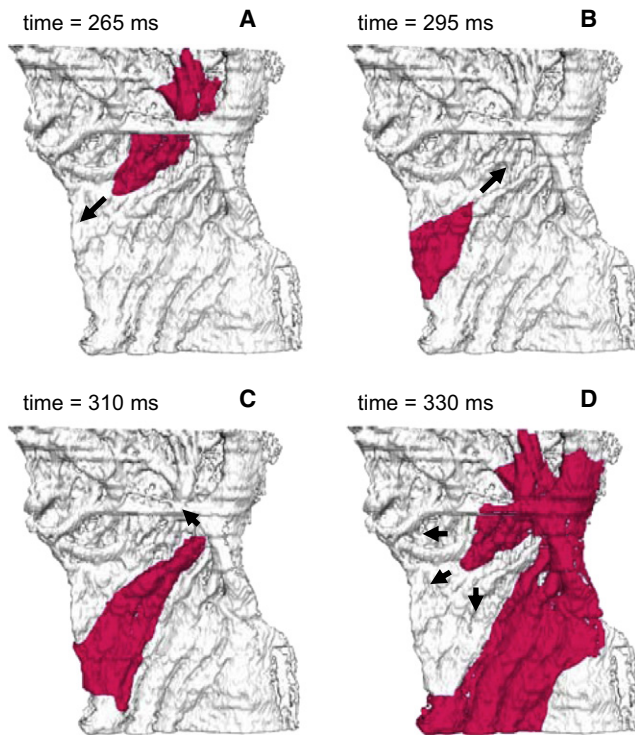 time = 265 ms A
time = 295 ms B
time = 310 ms C
time = 330 ms D